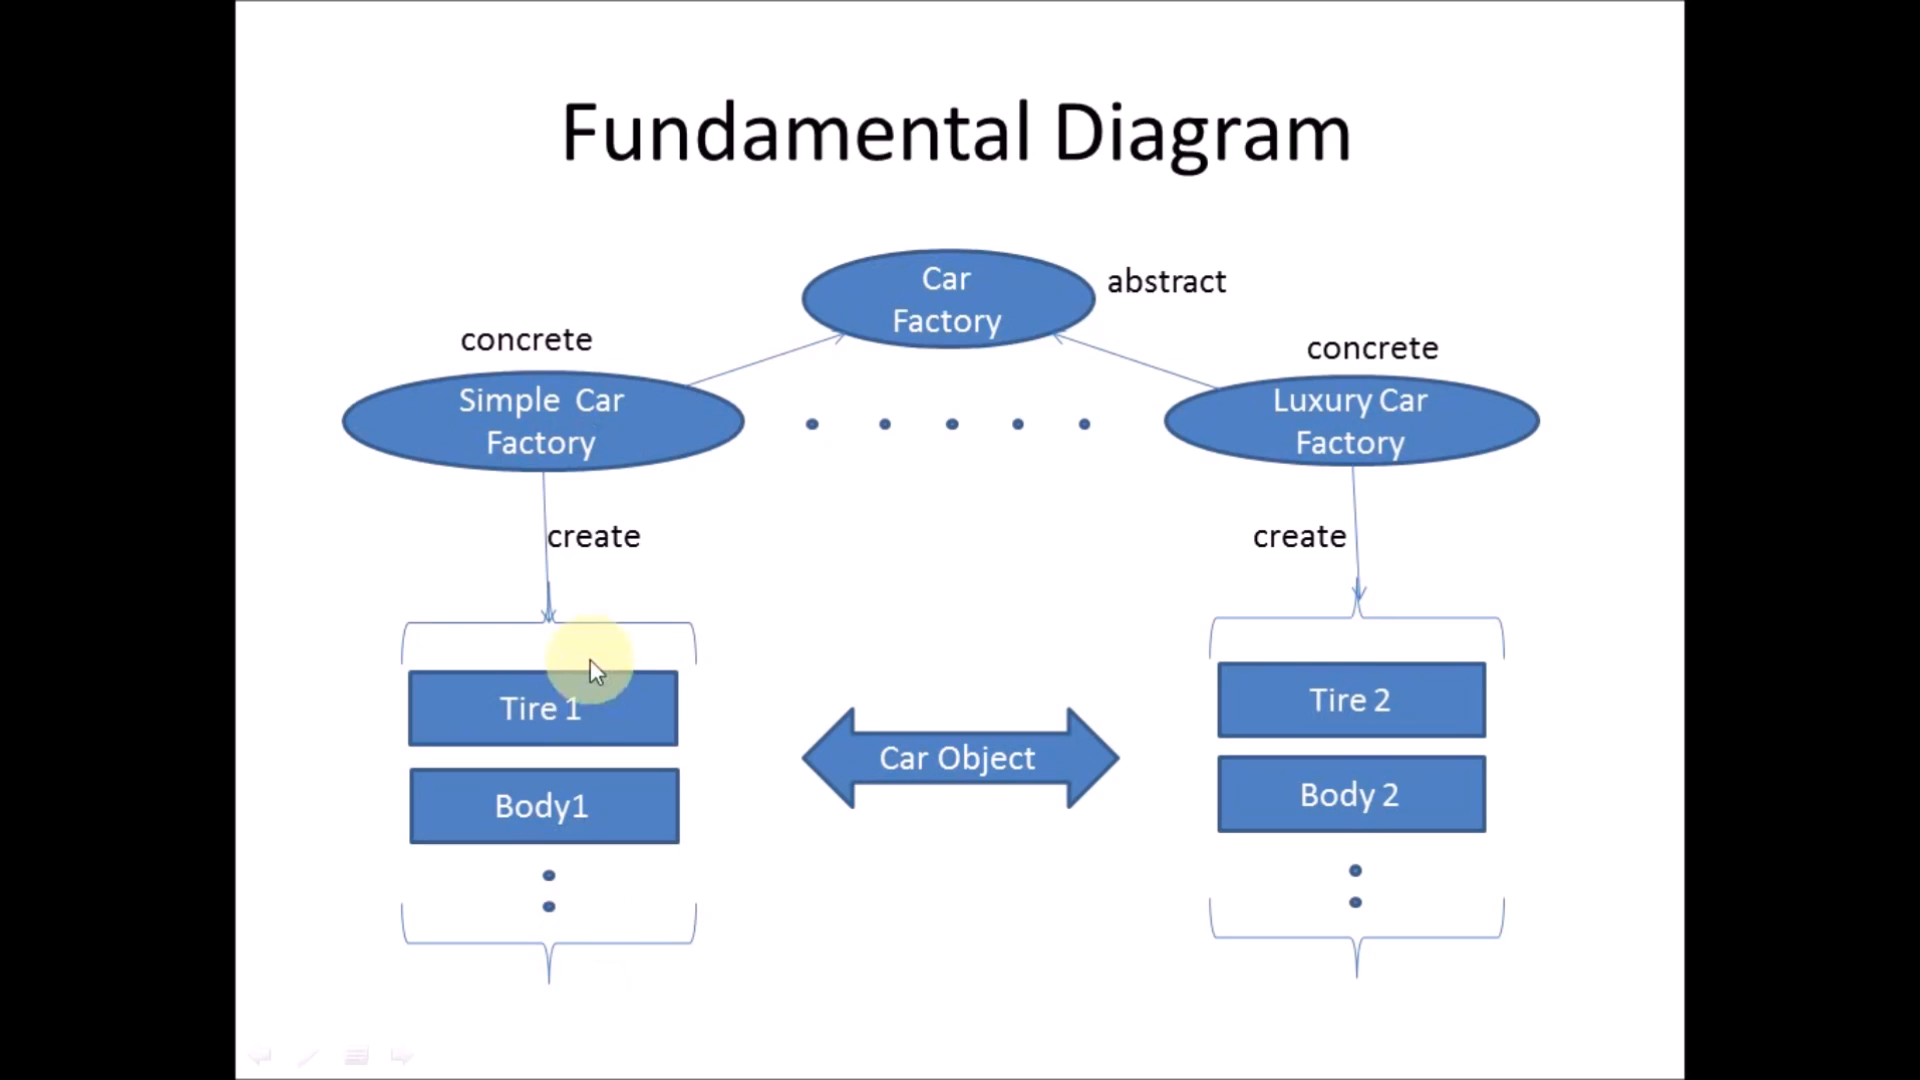 Fundamental Diagram
Car
Factory
abstract
concrete
concrete
Simple Car
Factory
Luxury Car
Factory
create
create
Tire 1
Tire 2
Car Object
Body1
Body 2